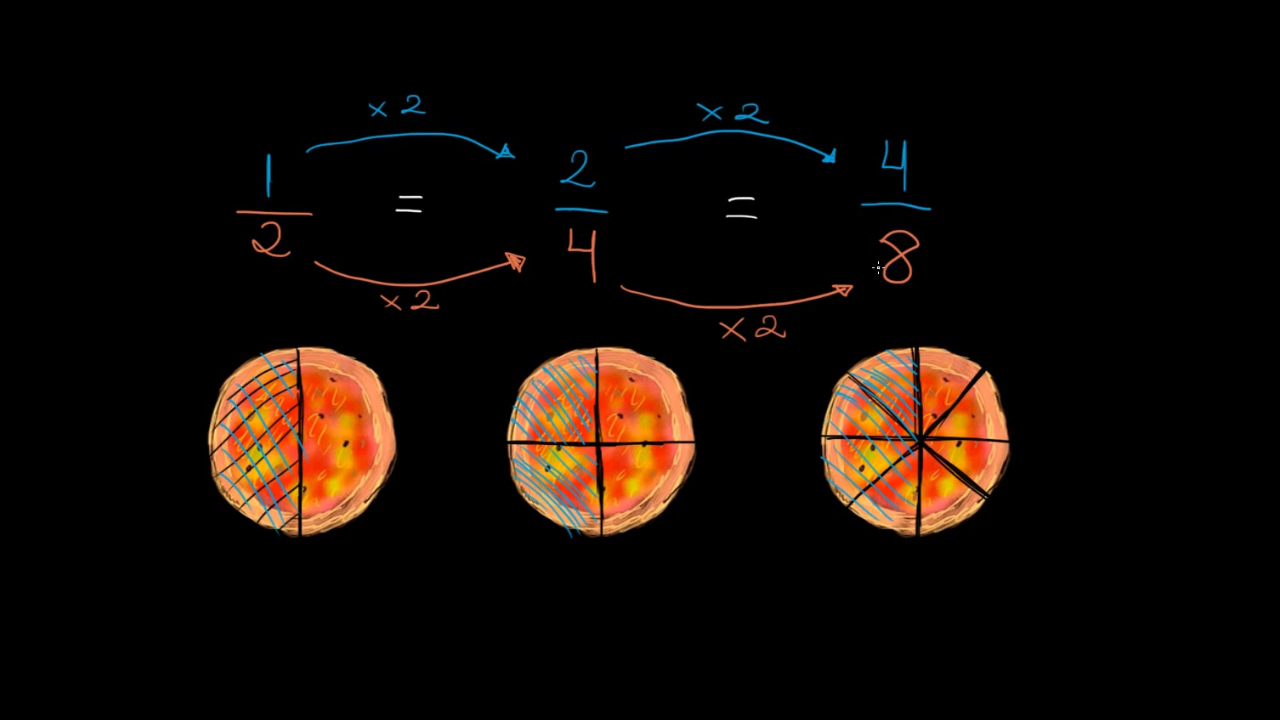 ×2 ×2
1/2 = 2/4 = 4/8
×2 ×2